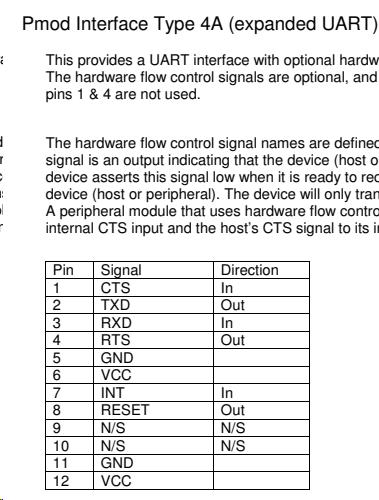 Pmod Interface Type 4A (expanded UART)
This provides a UART interface with optional hardw
The hardware flow control signals are optional, and
pins 1 & 4 are not used.
The hardware flow control signal names are defined
signal is an output indicating that the device (host o
device asserts this signal low when it is ready to rec
device (host or peripheral). The device will only tran
A peripheral module that uses hardware flow contro
internal CTS input and the host's CTS signal to its in
Pin Signal Direction
1 CTS In
2 TXD Out
3 RXD In
4 RTS Out
5 GND
6 VCC
7 INT In
8 RESET Out
9 N/S N/S
10 N/S N/S
11 GND
12 VCC